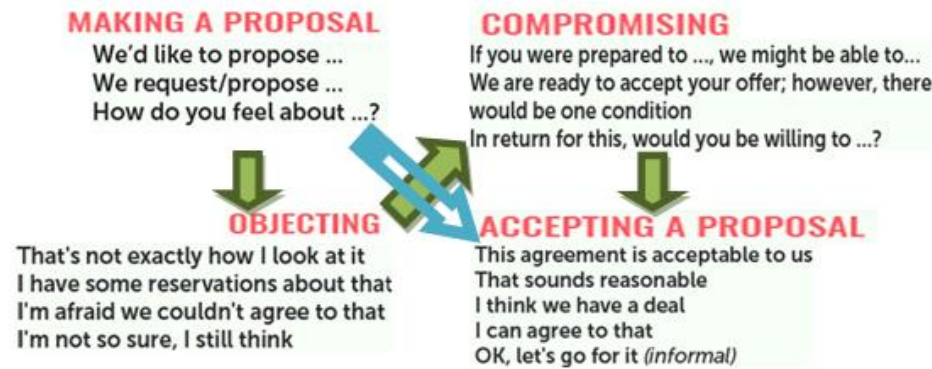 MAKING A PROPOSAL
We'd like to propose ...
We request/propose ...
How do you feel about ...?
OBJECTING
That's not exactly how I look at it
I have some reservations about that
I'm afraid we couldn't agree to that
I'm not so sure, I still think
COMPROMISING
If you were prepared to ..., we might be able to...
We are ready to accept your offer; however, there
would be one condition
In return for this, would you be willing to ...?
ACCEPTING A PROPOSAL
This agreement is acceptable to us
That sounds reasonable
I think we have a deal
I can agree to that
OK, let's go for it (informal)